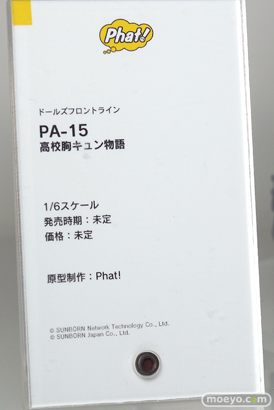 Phat!
ドールズフロントライン
PA-15
高校胸キュン物語
1/6スケール
発売時期：未定
価格：未定
原型制作：Phat!
© SUNBORN Network Technology Co., Ltd.
© SUNBORN Japan Co., Ltd.
moeyo.com